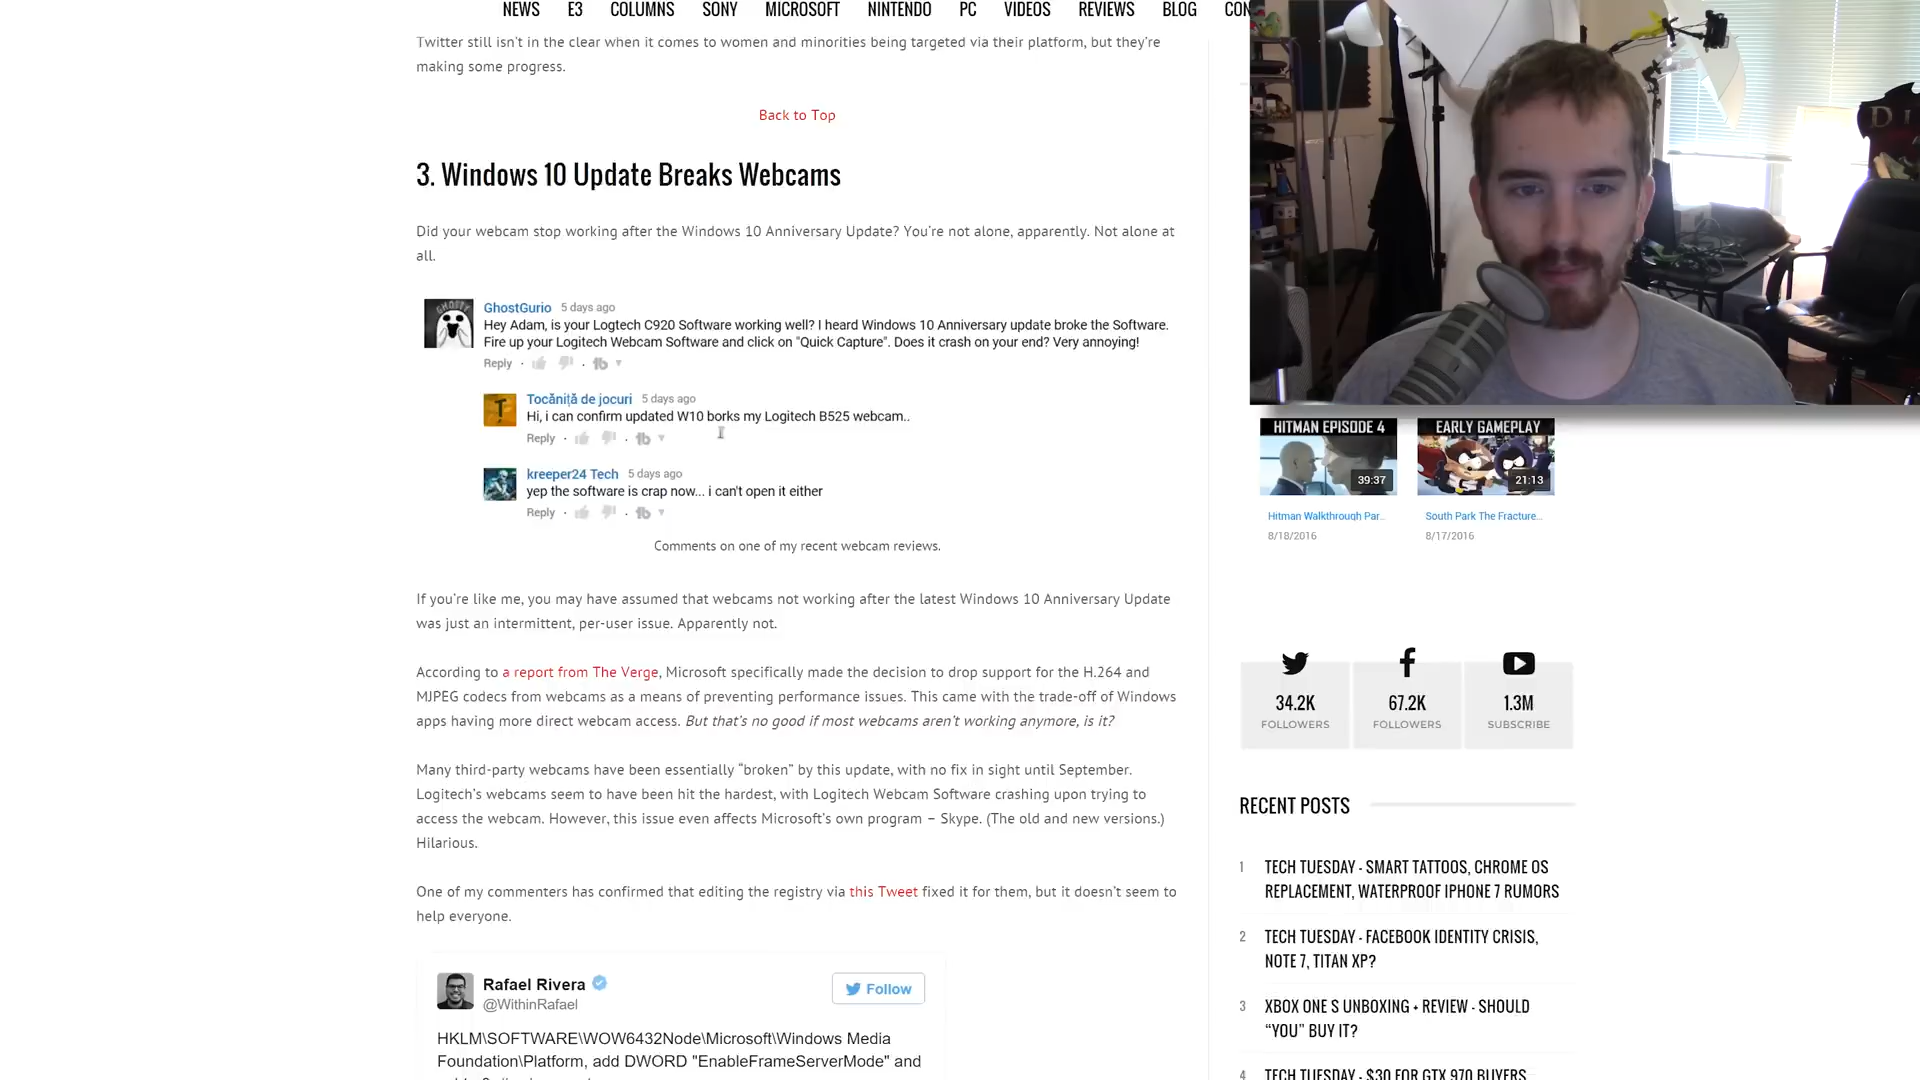 NEWS E3 COLUMNS SONY MICROSOFT NINTENDO PC VIDEOS REVIEWS BLOG CON
Twitter still isn't in the clear when it comes to women and minorities being targeted via their platform, but they're
making some progress.
Back to Top
3. Windows 10 Update Breaks Webcams
Did your webcam stop working after the Windows 10 Anniversary Update? You're not alone, apparently. Not alone at
all.
GhostGurio 5 days ago
Hey Adam, is your Logtech C920 Software working well? I heard Windows 10 Anniversary update broke the Software.
Fire up your Logitech Webcam Software and click on "Quick Capture". Does it crash on your end? Very annoying!
Reply
Tocăniță de jocuri 5 days ago
Hi, i can confirm updated W10 borks my Logitech B525 webcam..
Reply
kreeper24 Tech 5 days ago
yep the software is crap now... i can't open it either
Reply
Comments on one of my recent webcam reviews.
If you're like me, you may have assumed that webcams not working after the latest Windows 10 Anniversary Update
was just an intermittent, per-user issue. Apparently not.
According to a report from The Verge, Microsoft specifically made the decision to drop support for the H.264 and
MJPEG codecs from webcams as a means of preventing performance issues. This came with the trade-off of Windows
apps having more direct webcam access. But that's no good if most webcams aren't working anymore, is it?
Many third-party webcams have been essentially “broken” by this update, with no fix in sight until September.
Logitech's webcams seem to have been hit the hardest, with Logitech Webcam Software crashing upon trying to
access the webcam. However, this issue even affects Microsoft's own program – Skype. (The old and new versions.)
Hilarious.
One of my commenters has confirmed that editing the registry via this Tweet fixed it for them, but it doesn't seem to
help everyone.
Rafael Rivera
@WithinRafael
Follow
HKLM\SOFTWARE\WOW6432Node\Microsoft\Windows Media
Foundation\Platform, add DWORD "EnableFrameServerMode" and
HITMAN EPISODE 4
39:37
Hitman Walkthrough Par...
8/18/2016
EARLY GAMEPLAY
21:13
South Park The Fracture...
8/17/2016
34.2K
FOLLOWERS
67.2K
FOLLOWERS
1.3M
SUBSCRIBE
RECENT POSTS
1 TECH TUESDAY - SMART TATTOOS, CHROME OS
REPLACEMENT, WATERPROOF IPHONE 7 RUMORS
2 TECH TUESDAY - FACEBOOK IDENTITY CRISIS,
NOTE 7, TITAN XP?
3 XBOX ONE S UNBOXING + REVIEW - SHOULD
“YOU” BUY IT?
4 TECH TUESDAY - $30 FOR GTX 970 BUYERS